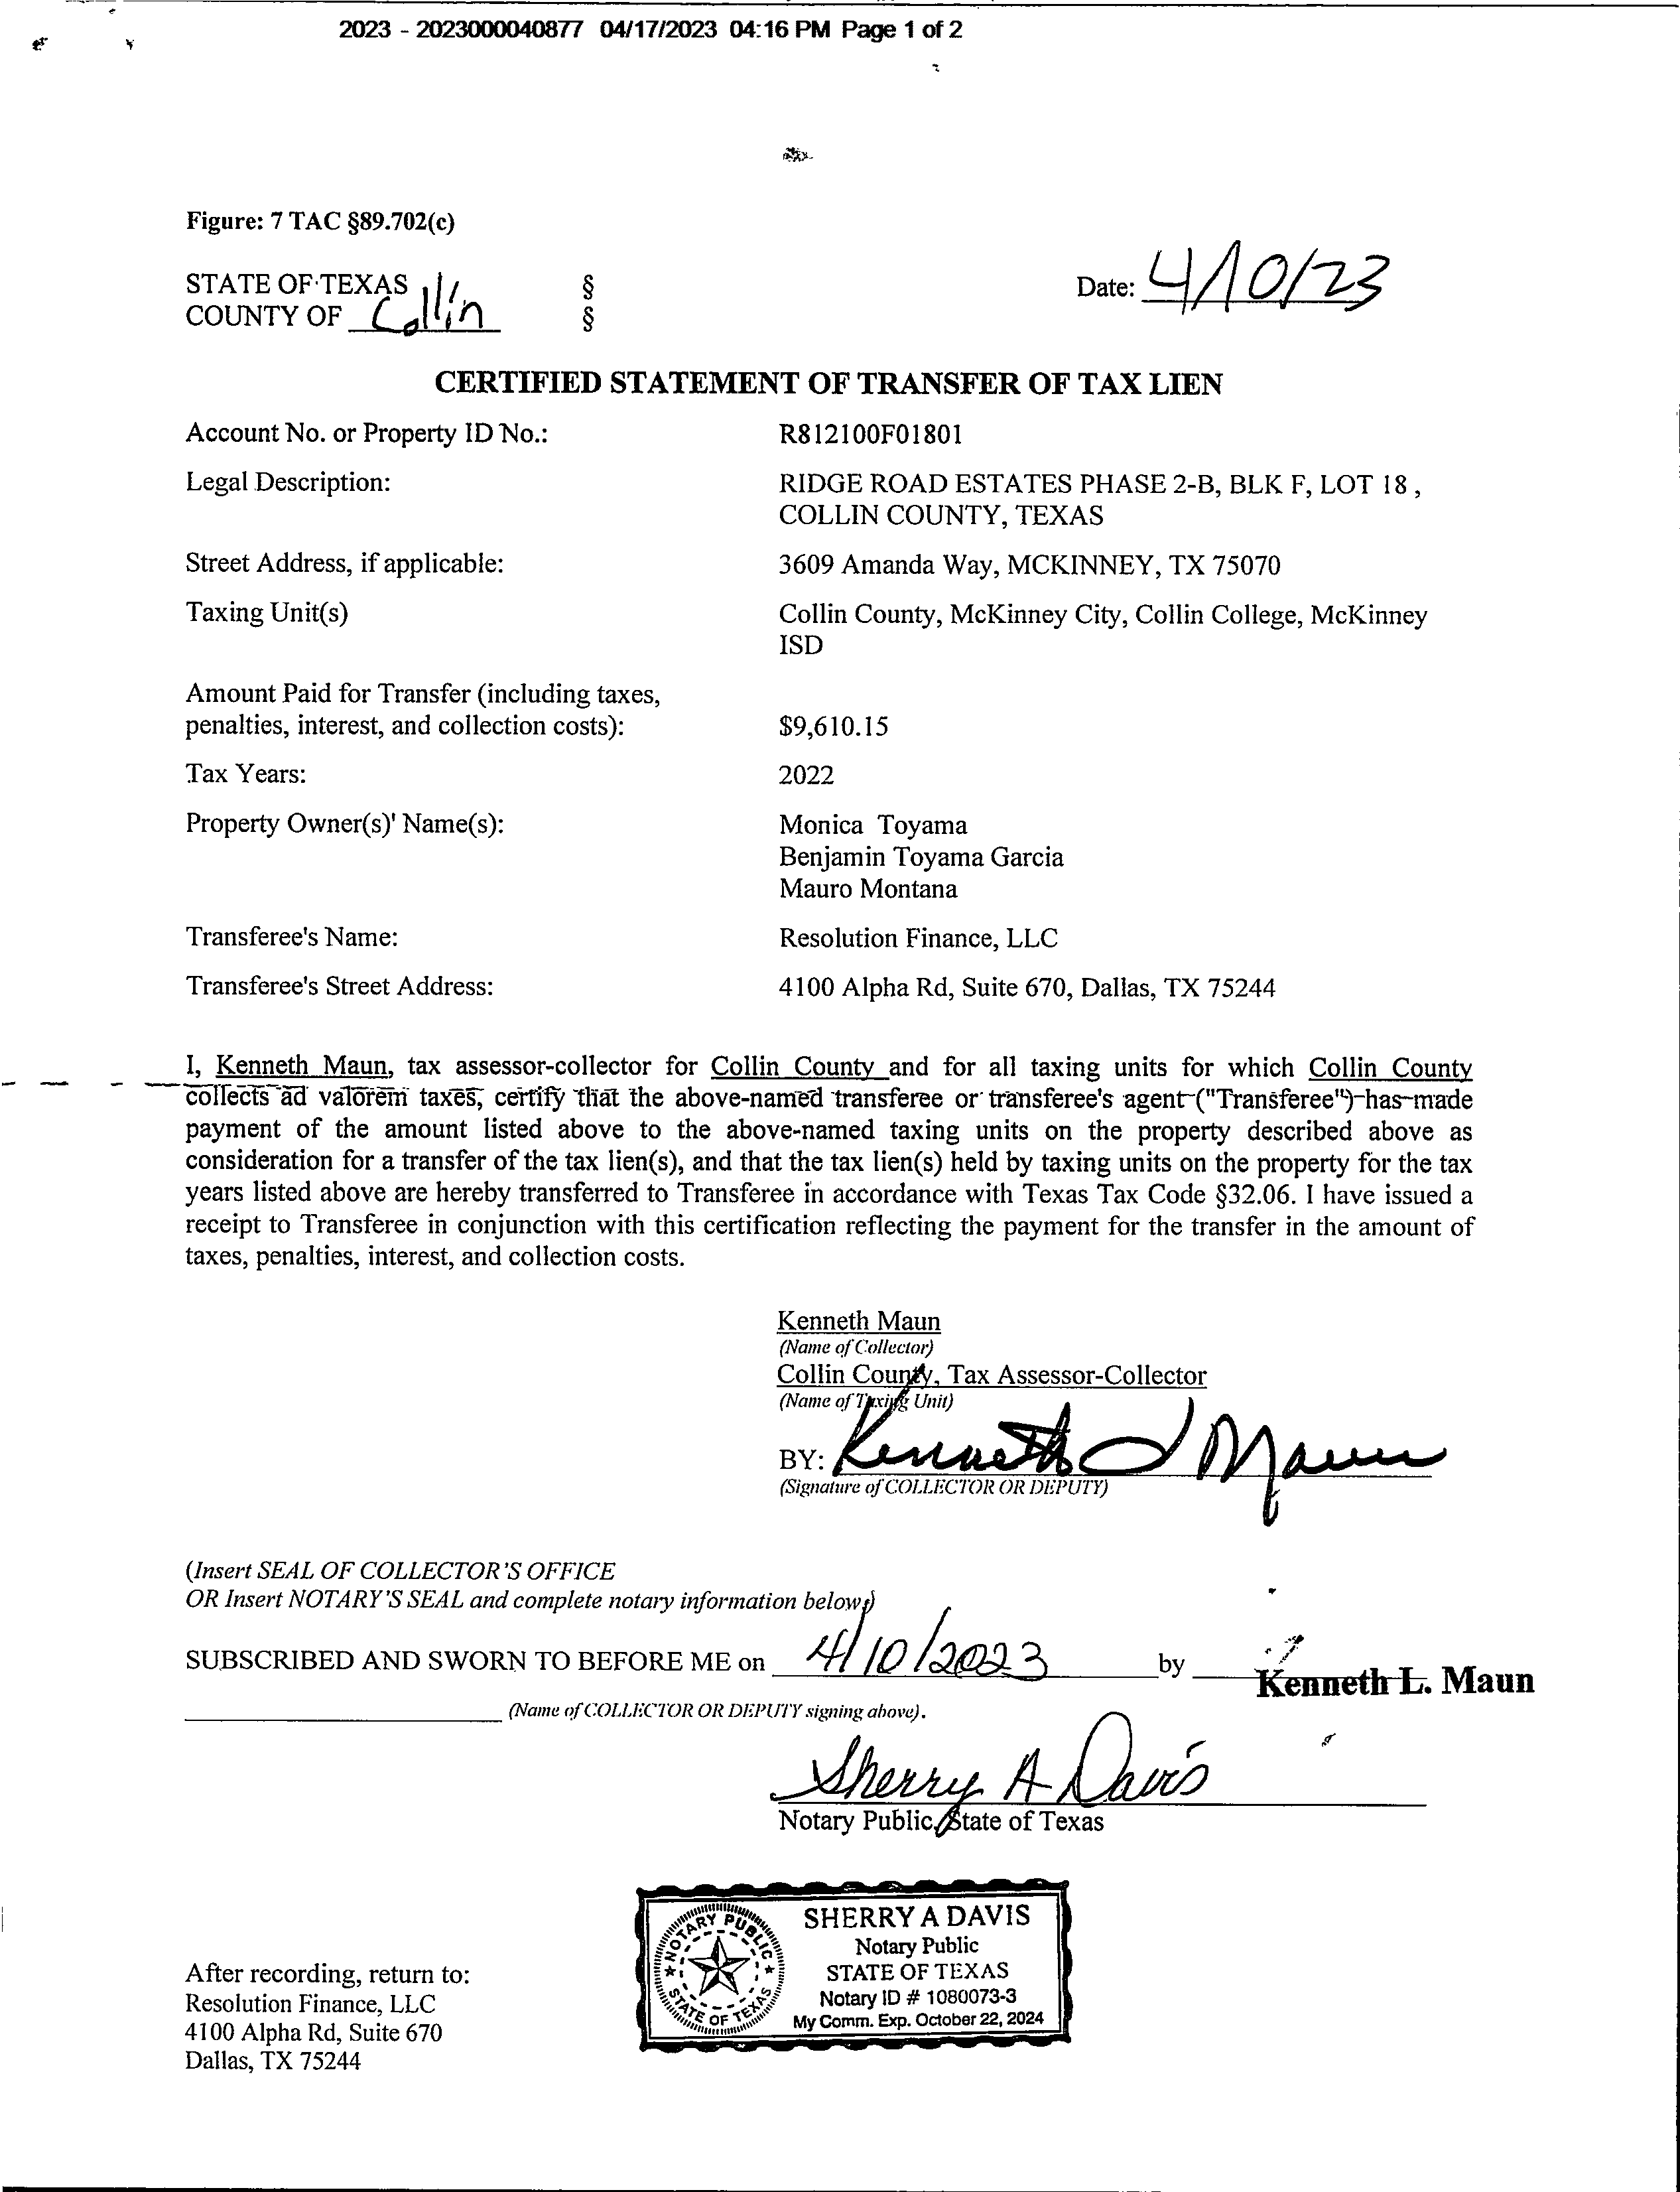 2023 - 2023000040877 04/17/2023 04:16 PM Page 1 of 2
Figure: 7 TAC §89.702(c)
STATE OF TEXAS §
COUNTY OF Collin §
Date: 4/10/23
CERTIFIED STATEMENT OF TRANSFER OF TAX LIEN
Account No. or Property ID No.: R812100F01801
Legal Description: RIDGE ROAD ESTATES PHASE 2-B, BLK F, LOT 18 ,
COLLIN COUNTY, TEXAS
Street Address, if applicable: 3609 Amanda Way, MCKINNEY, TX 75070
Taxing Unit(s) Collin County, McKinney City, Collin College, McKinney
ISD
Amount Paid for Transfer (including taxes,
penalties, interest, and collection costs): $9,610.15
Tax Years: 2022
Property Owner(s)' Name(s): Monica Toyama
Benjamin Toyama Garcia
Mauro Montana
Transferee's Name: Resolution Finance, LLC
Transferee's Street Address: 4100 Alpha Rd, Suite 670, Dallas, TX 75244
I, Kenneth Maun, tax assessor-collector for Collin County and for all taxing units for which Collin County
collects ad valorem taxes, certify that the above-named transferee or transferee's agent ("Transferee") has made
payment of the amount listed above to the above-named taxing units on the property described above as
consideration for a transfer of the tax lien(s), and that the tax lien(s) held by taxing units on the property for the tax
years listed above are hereby transferred to Transferee in accordance with Texas Tax Code §32.06. I have issued a
receipt to Transferee in conjunction with this certification reflecting the payment for the transfer in the amount of
taxes, penalties, interest, and collection costs.
Kenneth Maun
(Name of Collector)
Collin County, Tax Assessor-Collector
(Name of Taxing Unit)
BY: Kenneth L Maun
(Signature of COLLECTOR OR DEPUTY)
(Insert SEAL OF COLLECTOR'S OFFICE
OR Insert NOTARY'S SEAL and complete notary information below)
SUBSCRIBED AND SWORN TO BEFORE ME on 4/10/2023 by Kenneth L. Maun
(Name of COLLECTOR OR DEPUTY signing above).
Sherry A Davis
Notary Public, State of Texas
NOTARY PUBLIC
STATE OF TEXAS
SHERRY A DAVIS
Notary Public
STATE OF TEXAS
Notary ID # 1080073-3
My Comm. Exp. October 22, 2024
After recording, return to:
Resolution Finance, LLC
4100 Alpha Rd, Suite 670
Dallas, TX 75244